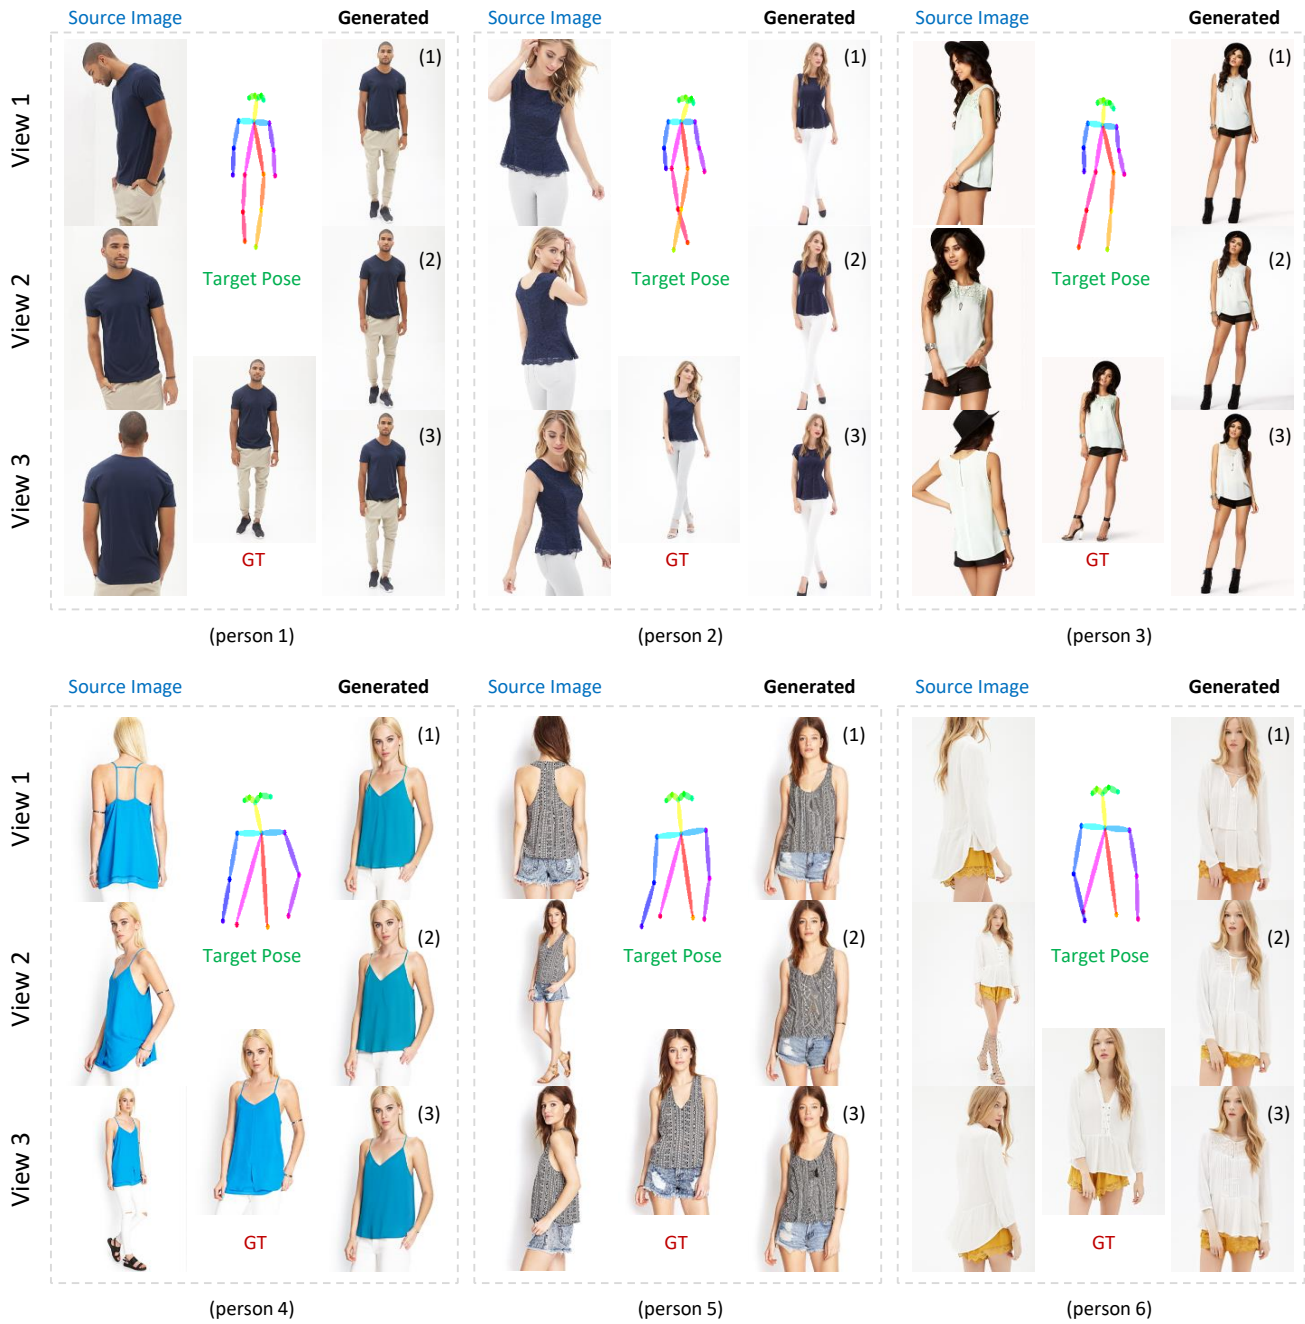 Source Image Generated Source Image Generated Source Image Generated
View 1 (1) (1) (1)
View 2 (2) (2) (2)
Target Pose Target Pose Target Pose
View 3 (3) (3) (3)
GT GT GT
(person 1) (person 2) (person 3)
Source Image Generated Source Image Generated Source Image Generated
View 1 (1) (1) (1)
View 2 (2) (2) (2)
Target Pose Target Pose Target Pose
View 3 (3) (3) (3)
GT GT GT
(person 4) (person 5) (person 6)